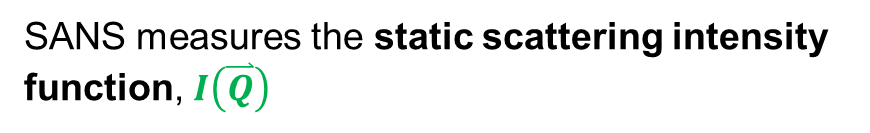 SANS measures the static scattering intensity
function, I(Q⃗)